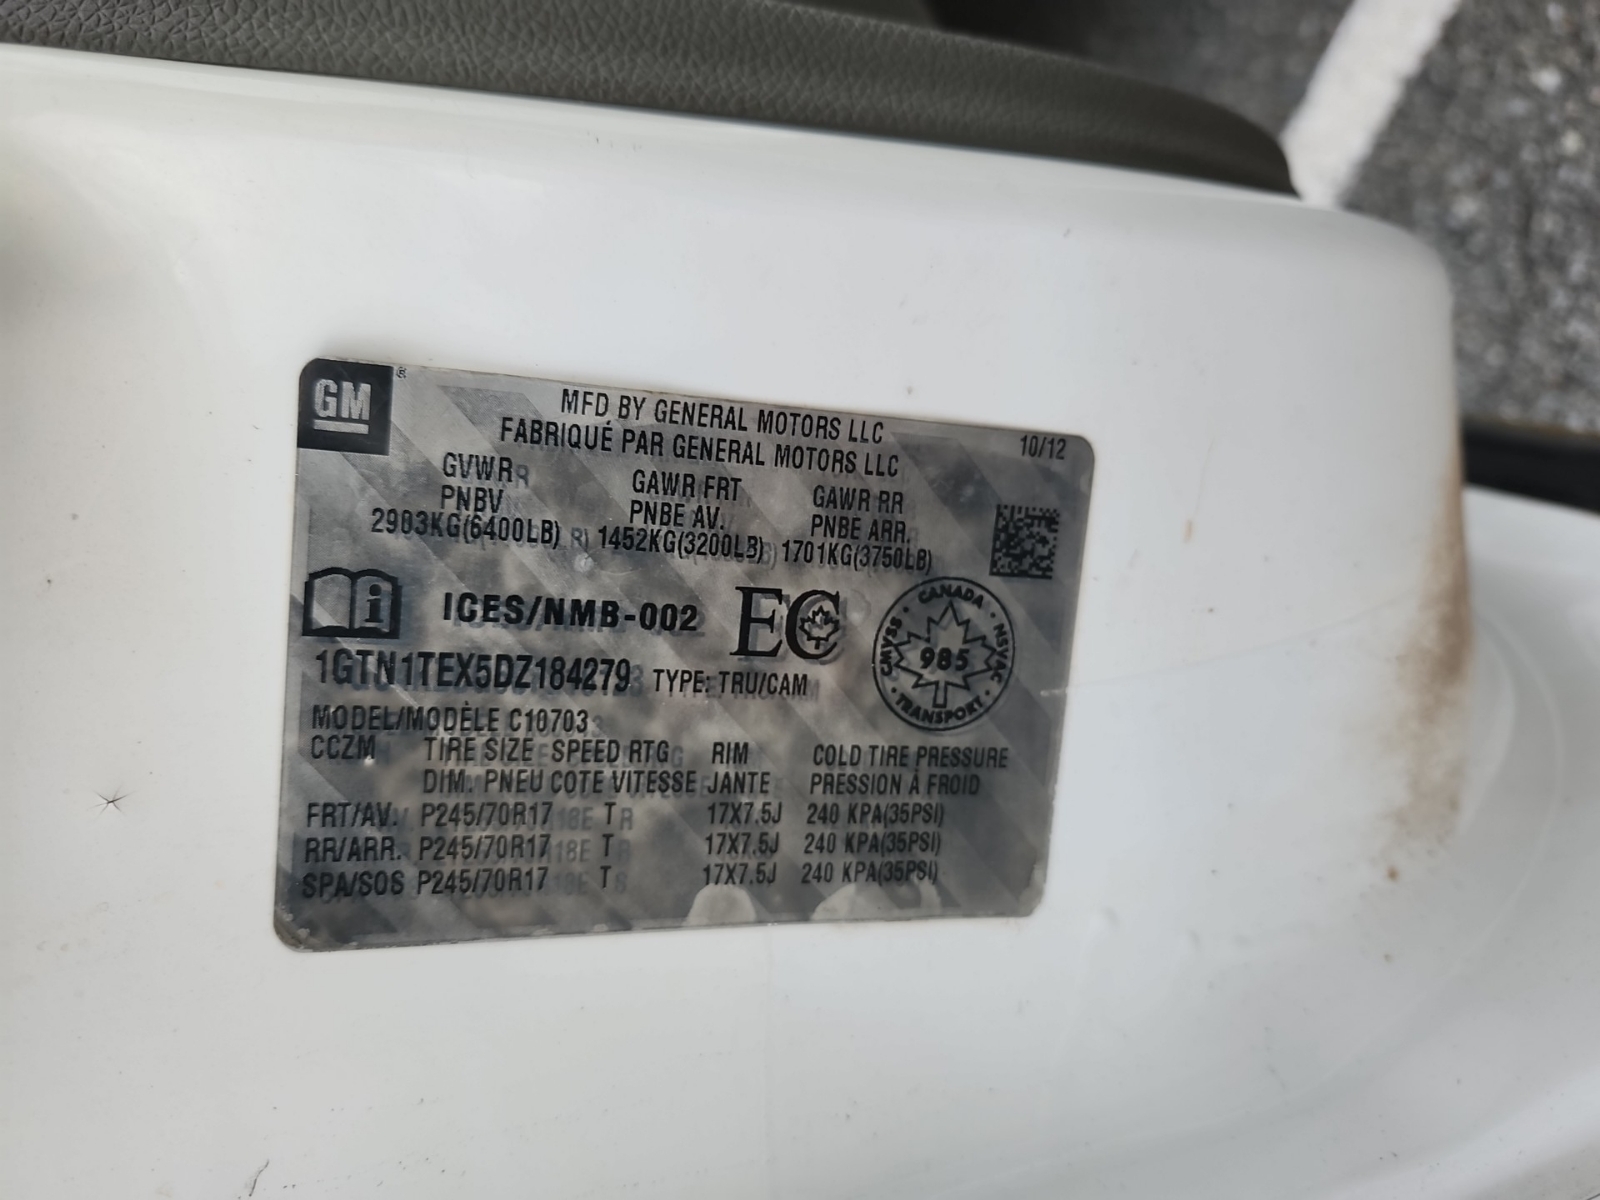 GM
MFD BY GENERAL MOTORS LLC
FABRIQUÉ PAR GENERAL MOTORS LLC
10/12
GVWR GAWR FRT GAWR RR
PNBV PNBE AV. PNBE ARR.
2903KG(6400LB) 1452KG(3200LB) 1701KG(3750LB)
ICES/NMB-002 EC
CANADA · NSVAC · TRANSPORT · CMVSS ·
985
1GTN1TEX5DZ184279 TYPE: TRU/CAM
MODEL/MODÈLE C10703
CCZM TIRE SIZE SPEED RTG RIM COLD TIRE PRESSURE
DIM. PNEU COTE VITESSE JANTE PRESSION À FROID
FRT/AV. P245/70R17 T 17X7.5J 240 KPA(35PSI)
RR/ARR. P245/70R17 T 17X7.5J 240 KPA(35PSI)
SPA/SOS P245/70R17 T 17X7.5J 240 KPA(35PSI)